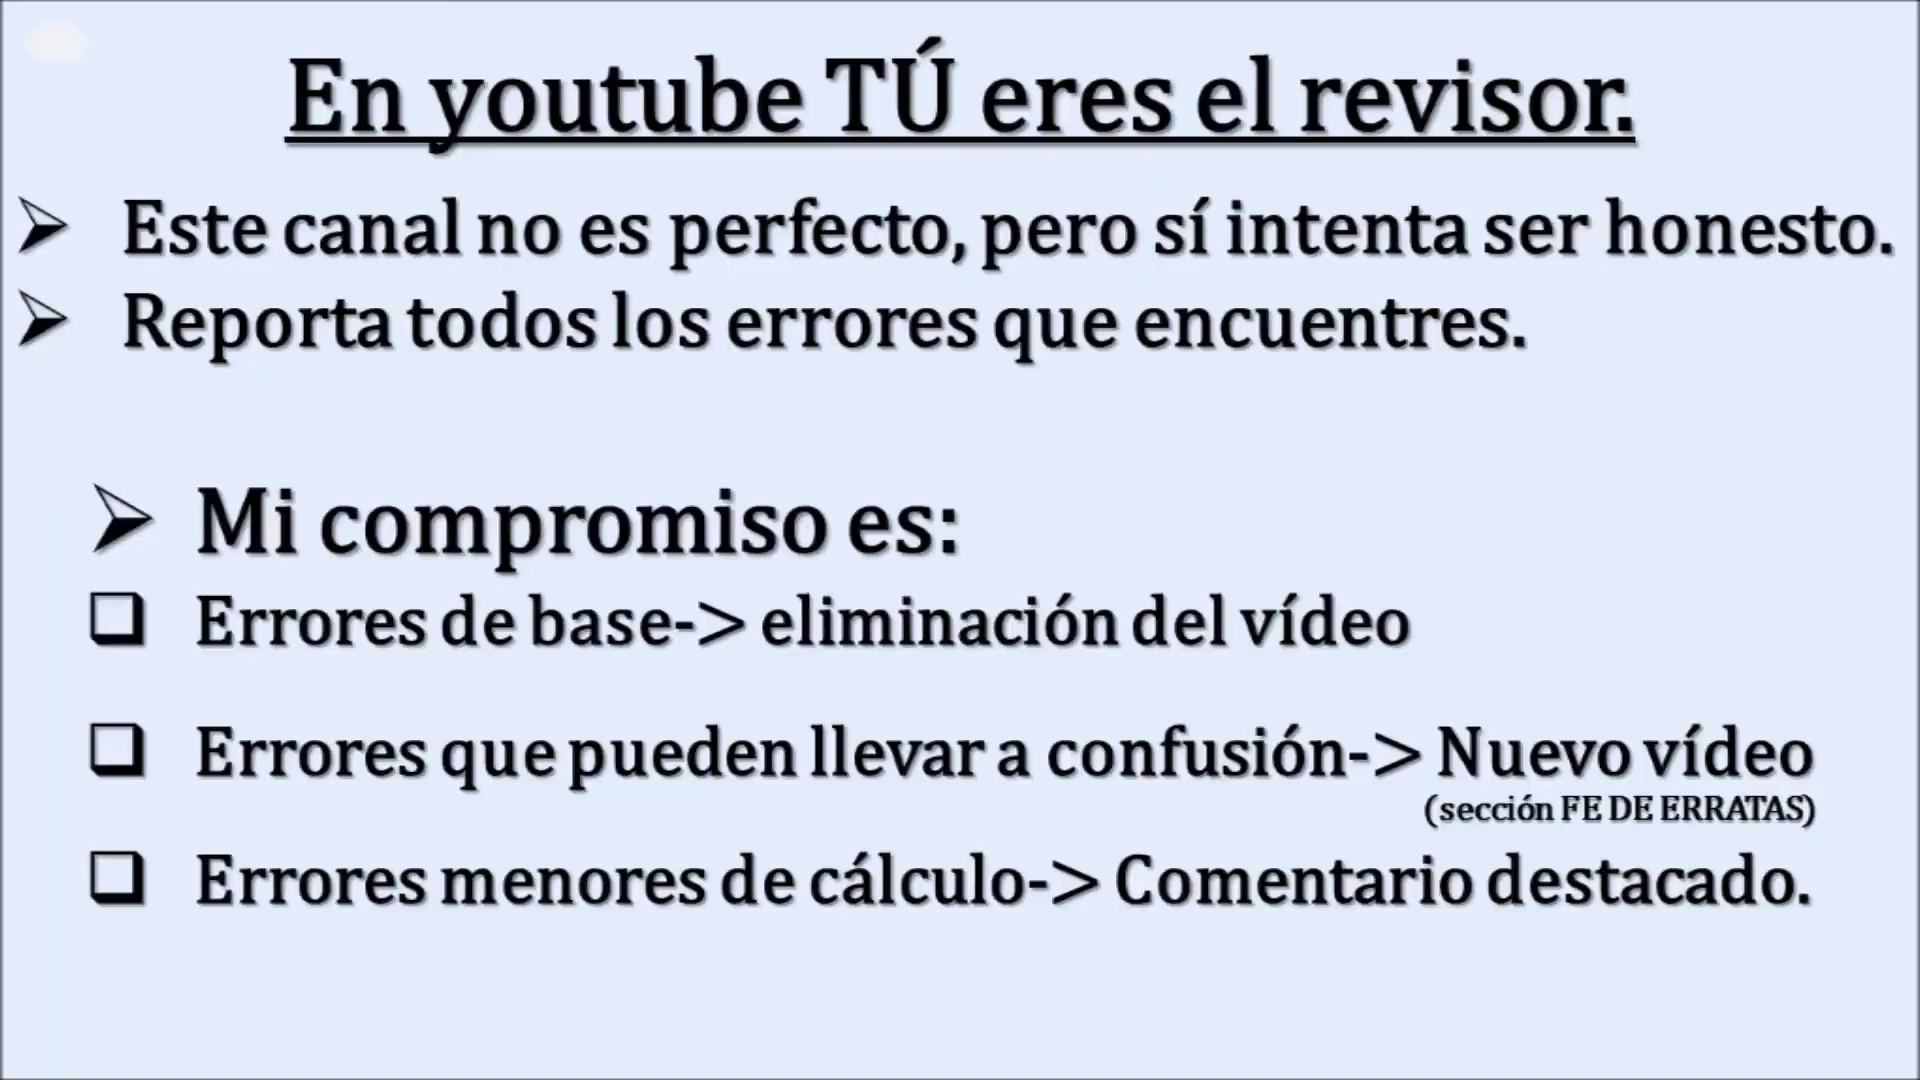 En youtube TÚ eres el revisor.
Este canal no es perfecto, pero sí intenta ser honesto.
Reporta todos los errores que encuentres.
Mi compromiso es:
Errores de base-> eliminación del vídeo
Errores que pueden llevar a confusión-> Nuevo vídeo
(sección FE DE ERRATAS)
Errores menores de cálculo-> Comentario destacado.